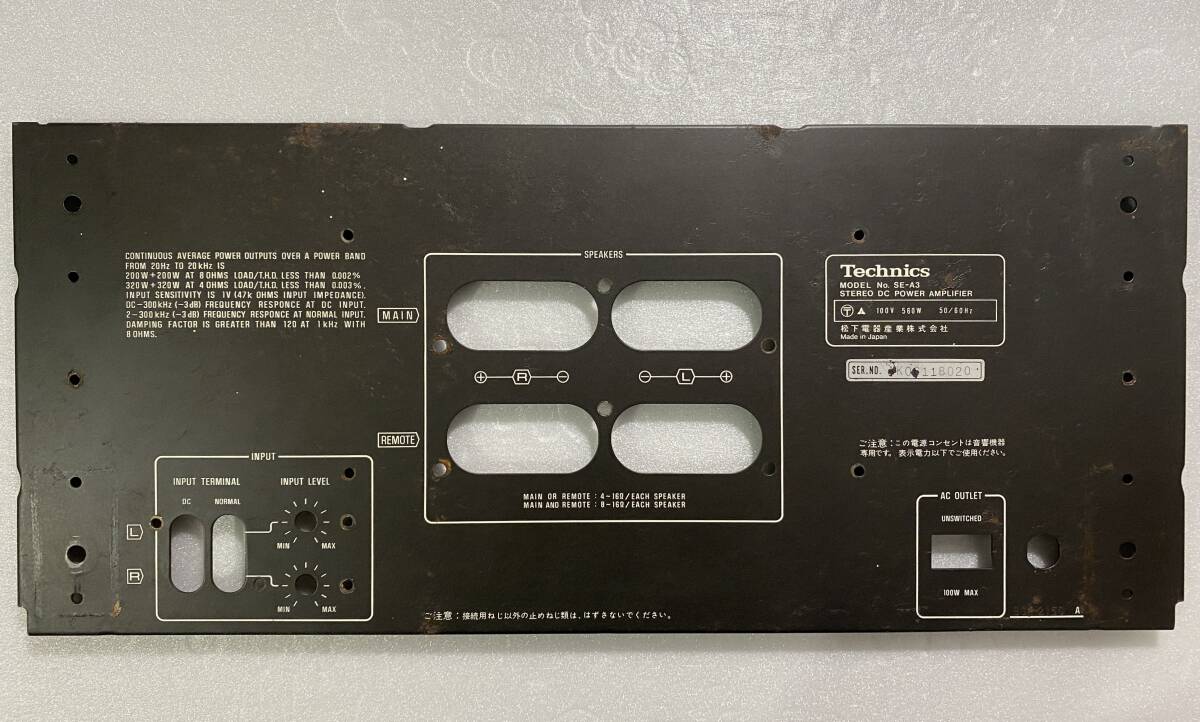 CONTINUOUS AVERAGE POWER OUTPUTS OVER A POWER BAND
FROM 20Hz TO 20kHz IS
200W+200W AT 8 OHMS LOAD/T.H.D. LESS THAN 0.002%
320W+320W AT 4 OHMS LOAD/T.H.D. LESS THAN 0.003%,
INPUT SENSITIVITY IS 1V (47k OHMS INPUT IMPEDANCE).
DC-300kHz (-3dB) FREQUENCY RESPONCE AT DC INPUT.
2-300kHz (-3dB) FREQUENCY RESPONCE AT NORMAL INPUT.
DAMPING FACTOR IS GREATER THAN 120 AT 1kHz WITH
8 OHMS.
SPEAKERS
MAIN
+ R −
− L +
REMOTE
MAIN OR REMOTE : 4~16Ω/EACH SPEAKER
MAIN AND REMOTE : 8~16Ω/EACH SPEAKER
Technics
MODEL No. SE-A3
STEREO DC POWER AMPLIFIER
T ▲ 100V 560W 50/60Hz
松下電器産業株式会社
Made in Japan
SER.NO.
118020
ご注意：この電源コンセントは音響機器
専用です。表示電力以下でご使用ください。
INPUT
INPUT TERMINAL
INPUT LEVEL
DC
NORMAL
L
MIN
MAX
R
MIN
MAX
AC OUTLET
UNSWITCHED
100W MAX
ご注意：接続用ねじ以外の止めねじ類は、はずさないでください。
A